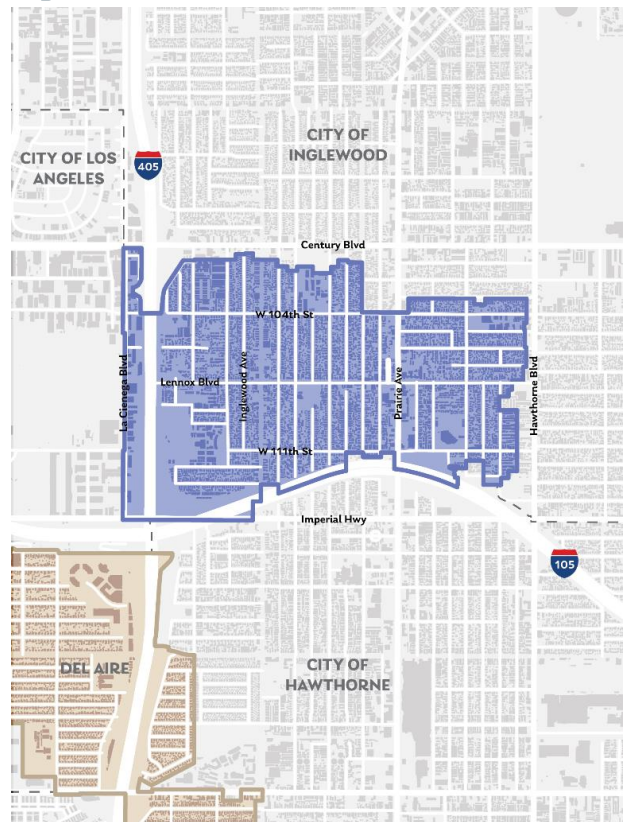 CITY OF
INGLEWOOD
CITY OF LOS
ANGELES
405
Century Blvd
W 104th St
La Cienega Blvd
Lennox Blvd
Inglewood Ave
Prairie Ave
Hawthorne Blvd
W 111th St
Imperial Hwy
105
DEL AIRE
CITY OF
HAWTHORNE